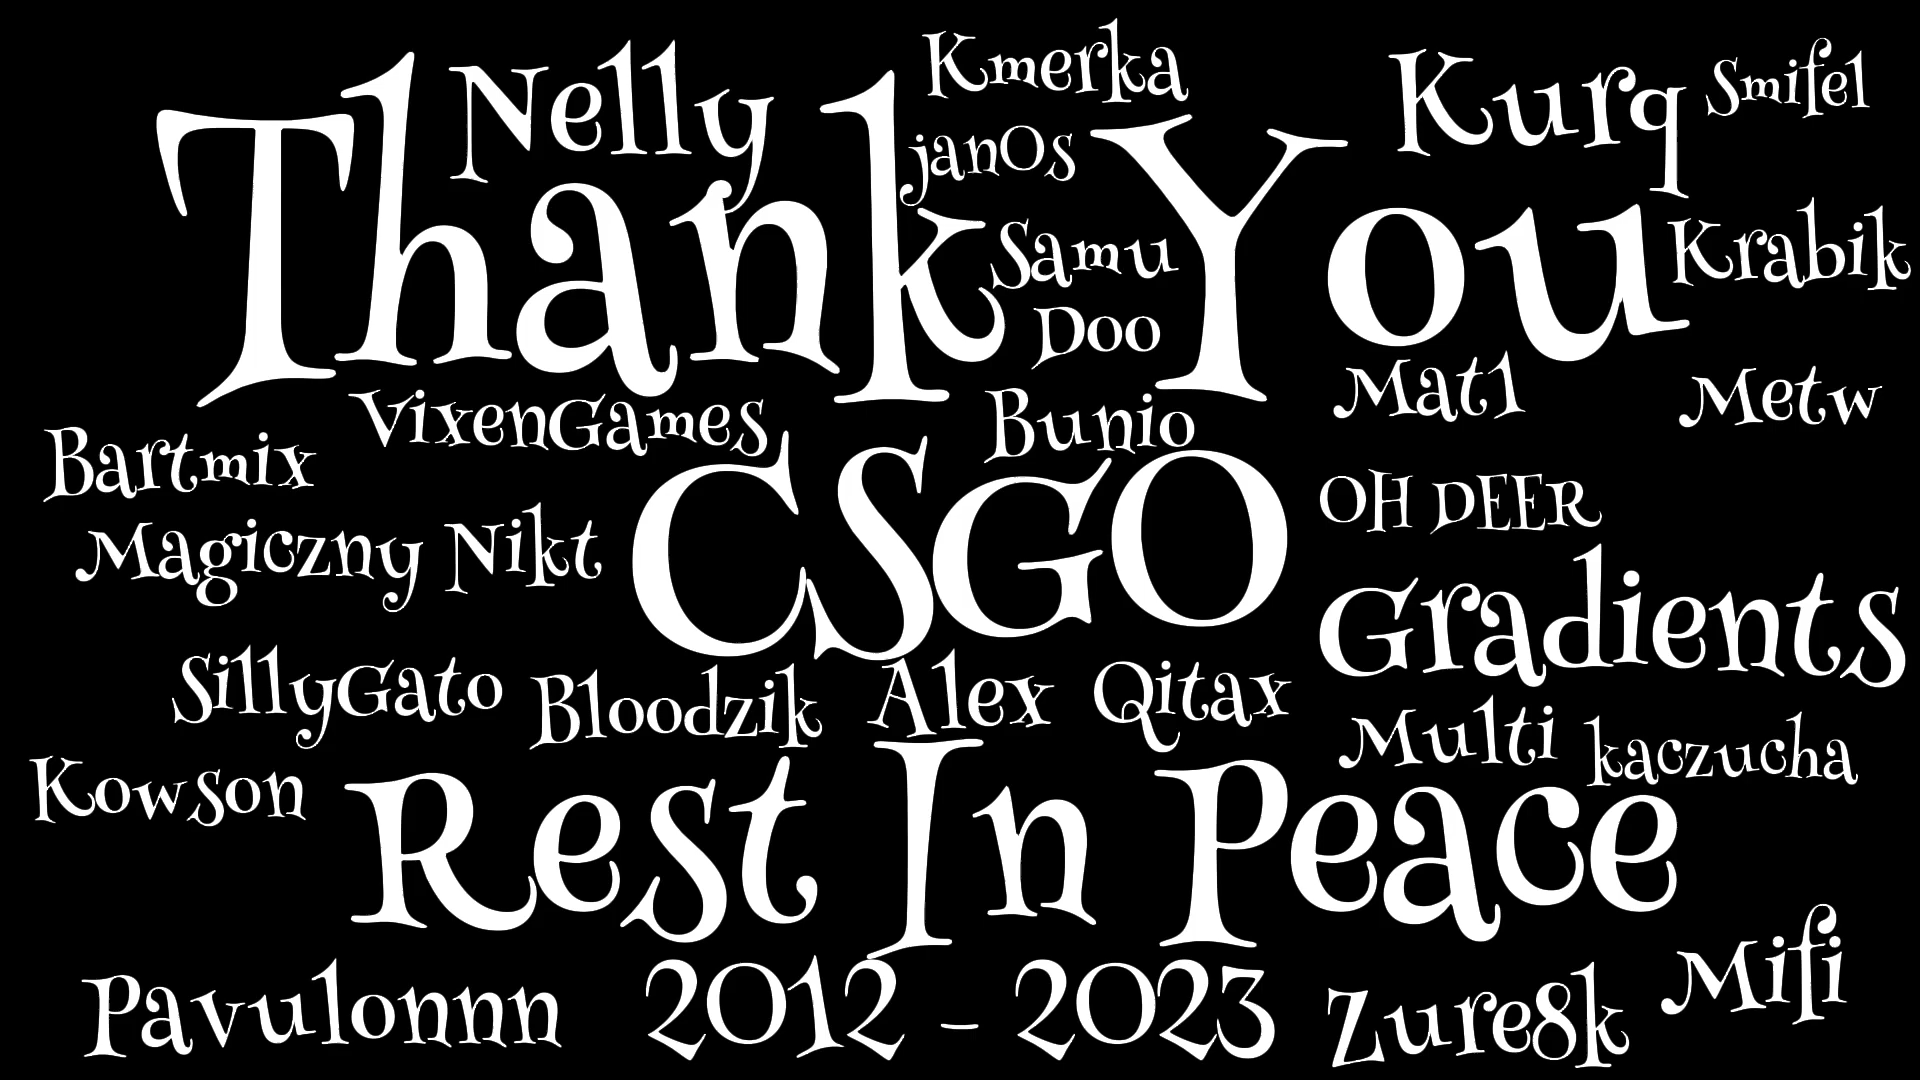 Kmerka
Nelly
Kurq
Smifel
janOs
Thank You
Samu
Krabik
Doo
Mat1
Metw
VixenGames
Bunio
Bartmix
CSGO
OH DEER
Magiczny Nikt
Gradients
SillyGato
Bloodzik
Alex
Qitax
Multi
kaczucha
Kowson
Rest In Peace
Pavulonnn
2012 - 2023
Zure8k
Mifi